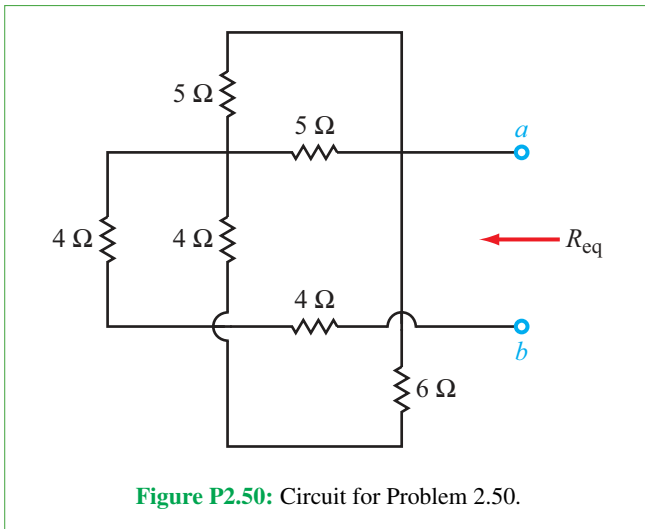 5 Ω
5 Ω
a
4 Ω
4 Ω
Req
4 Ω
b
6 Ω
Figure P2.50: Circuit for Problem 2.50.